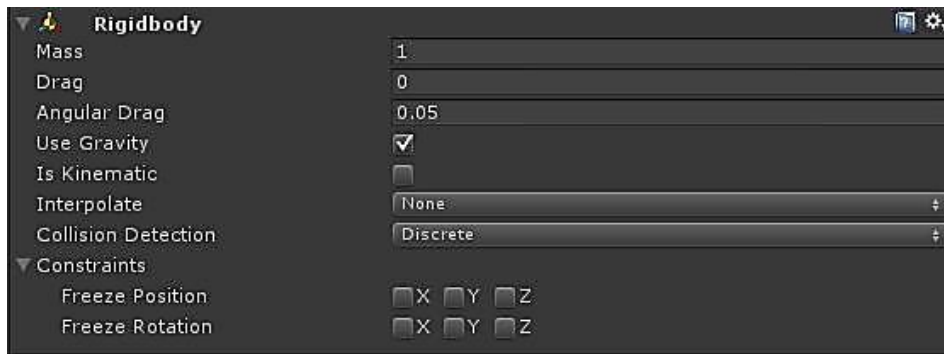 Rigidbody
Mass 1
Drag 0
Angular Drag 0.05
Use Gravity
Is Kinematic
Interpolate None
Collision Detection Discrete
Constraints
Freeze Position X Y Z
Freeze Rotation X Y Z